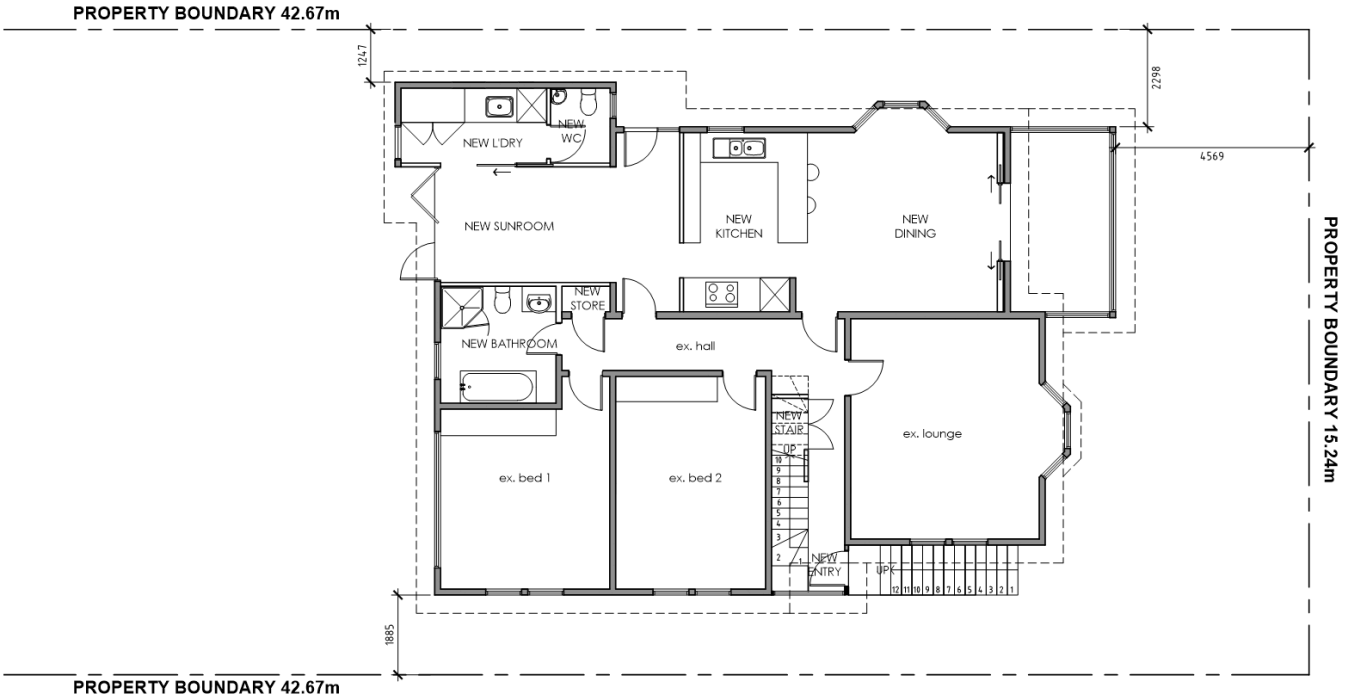 PROPERTY BOUNDARY 42.67m
1247
2298
4569
NEW L'DRY
NEW
WC
NEW SUNROOM
NEW
KITCHEN
NEW
DINING
PROPERTY BOUNDARY 15.24m
NEW
STORE
NEW BATHROOM
ex. hall
NEW
STAIR
UP
ex. lounge
ex. bed 1
ex. bed 2
10
9
8
7
6
5
4
3
2
1
NEW
ENTRY
UP
12 11 10 9 8 7 6 5 4 3 2 1
1885
PROPERTY BOUNDARY 42.67m